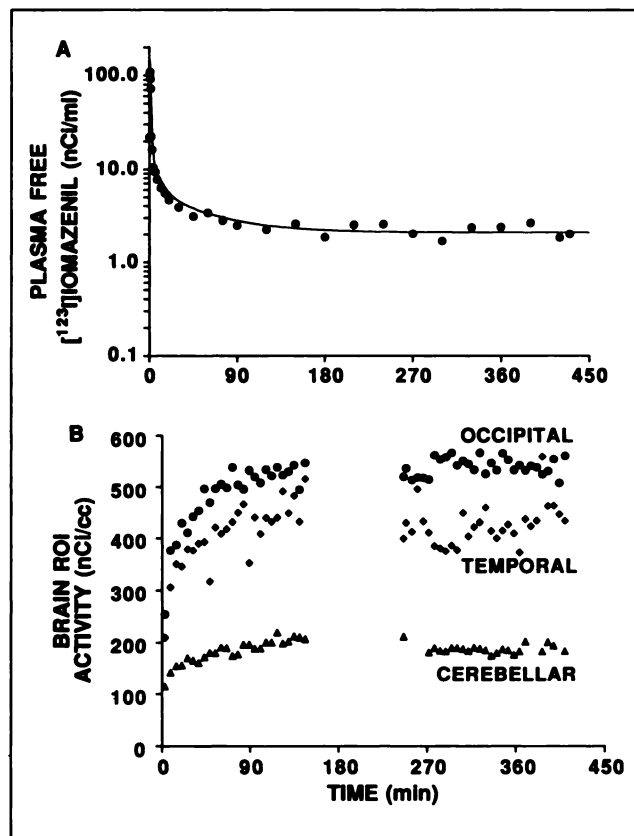 A
PLASMA FREE
[123I]IOMAZENIL (nCi/ml)
100.0
10.0
1.0
0.1
0 90 180 270 360 450
B
BRAIN ROI
ACTIVITY (nCi/cc)
600
500
400
300
200
100
0
OCCIPITAL
TEMPORAL
CEREBELLAR
0 90 180 270 360 450
TIME (min)